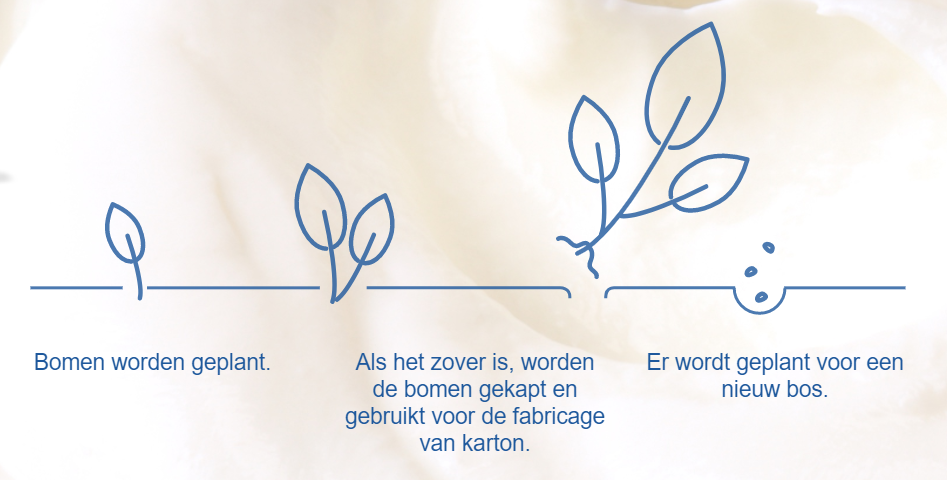 Bomen worden geplant.
Als het zover is, worden
de bomen gekapt en
gebruikt voor de fabricage
van karton.
Er wordt geplant voor een
nieuw bos.